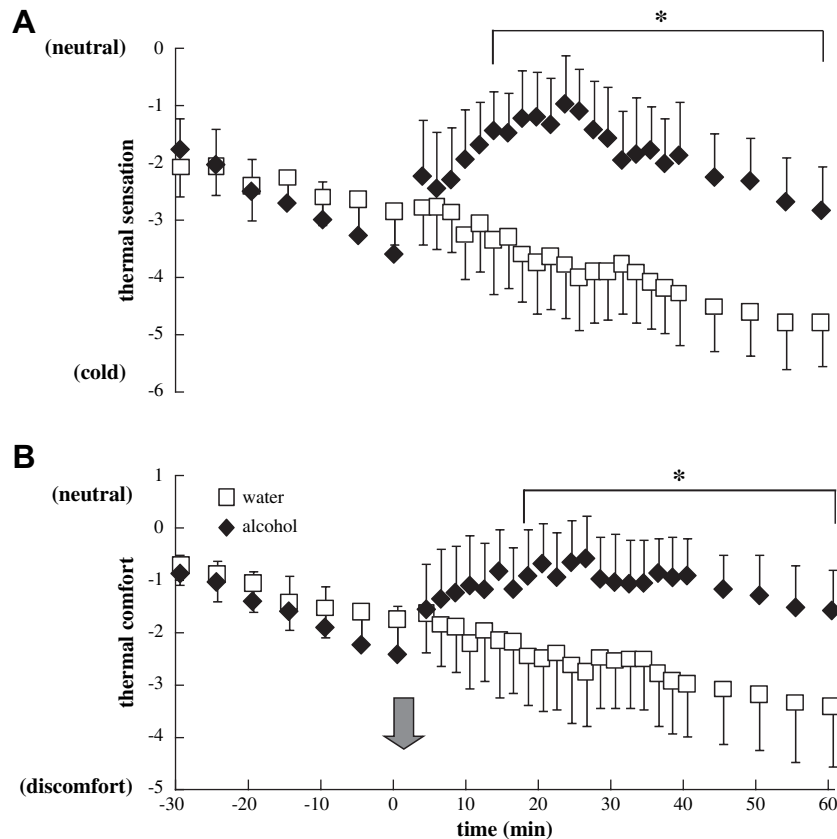 A
(neutral)
0
*
-1
-2
-3
-4
-5
-6
thermal sensation
(cold)
B
(neutral)
1
*
water
0
alcohol
-1
-2
-3
-4
-5
thermal comfort
(discomfort)
-30 -20 -10 0 10 20 30 40 50 60
time (min)